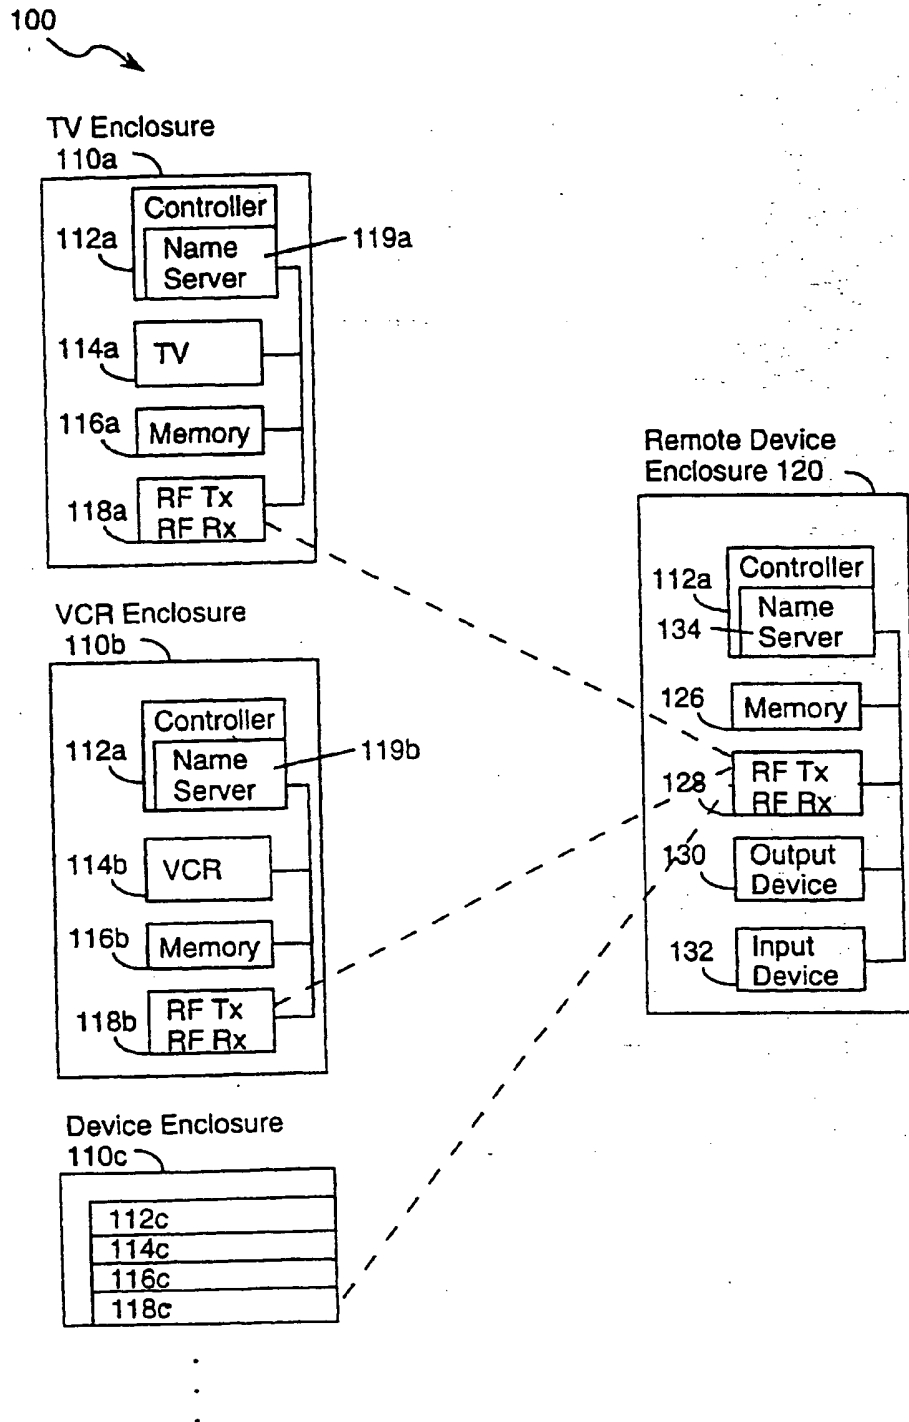 100
TV Enclosure
110a
Controller
112a
Name
Server
119a
114a
TV
116a
Memory
118a
RF Tx
RF Rx
VCR Enclosure
110b
Controller
112a
Name
Server
119b
114b
VCR
116b
Memory
118b
RF Tx
RF Rx
Device Enclosure
110c
112c
114c
116c
118c
Remote Device
Enclosure 120
Controller
112a
Name
Server
134
126
Memory
128
RF Tx
RF Rx
130
Output
Device
132
Input
Device